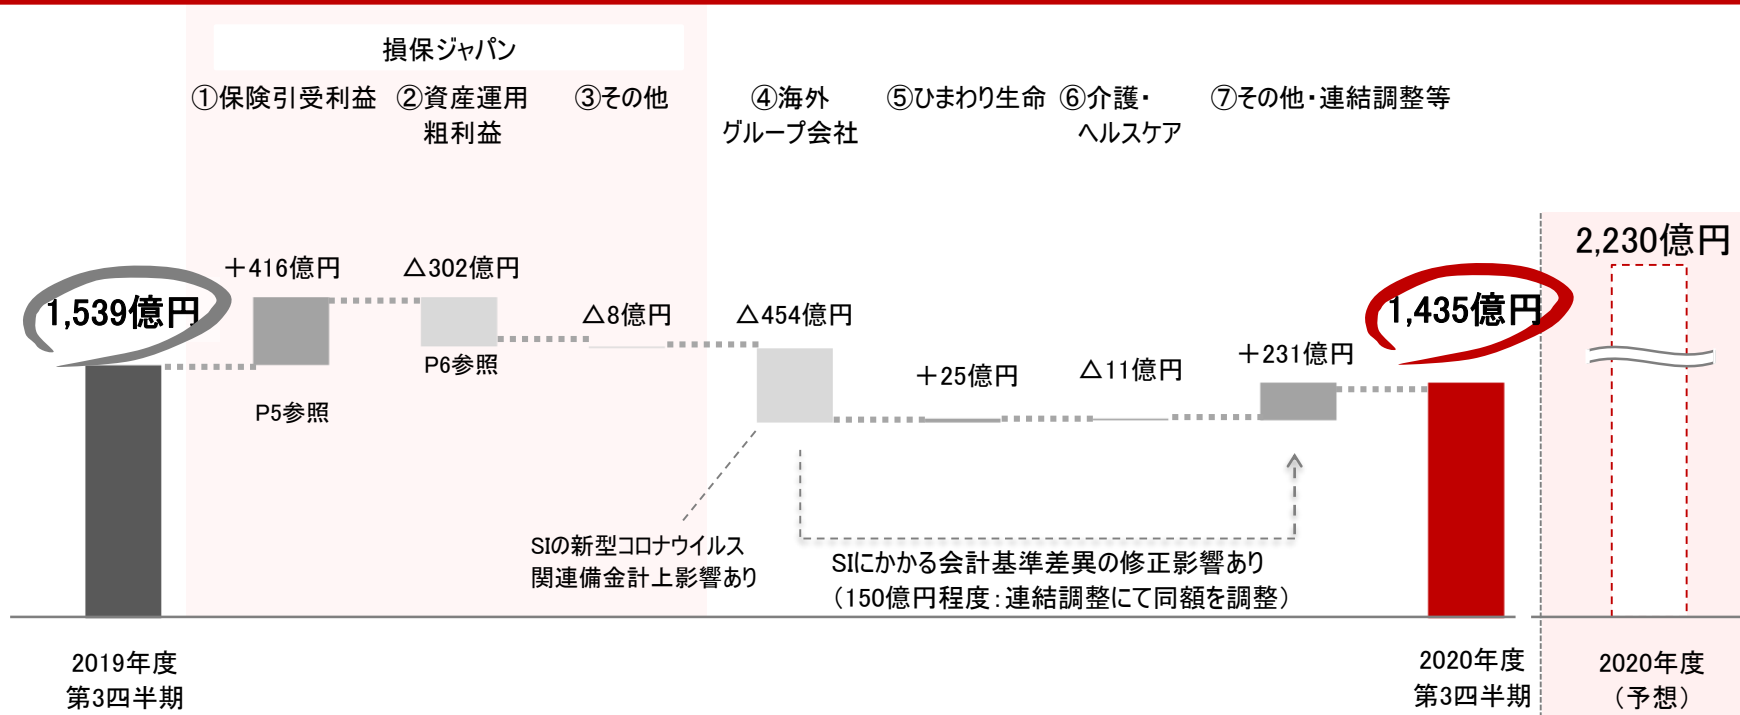 損保ジャパン
①保険引受利益
②資産運用
粗利益
③その他
④海外
グループ会社
⑤ひまわり生命
⑥介護・
ヘルスケア
⑦その他・連結調整等
1,539億円
＋416億円
P5参照
△302億円
P6参照
△8億円
△454億円
＋25億円
△11億円
＋231億円
1,435億円
2,230億円
SIの新型コロナウイルス
関連備金計上影響あり
SIにかかる会計基準差異の修正影響あり
（150億円程度：連結調整にて同額を調整）
2019年度
第3四半期
2020年度
第3四半期
2020年度
（予想）